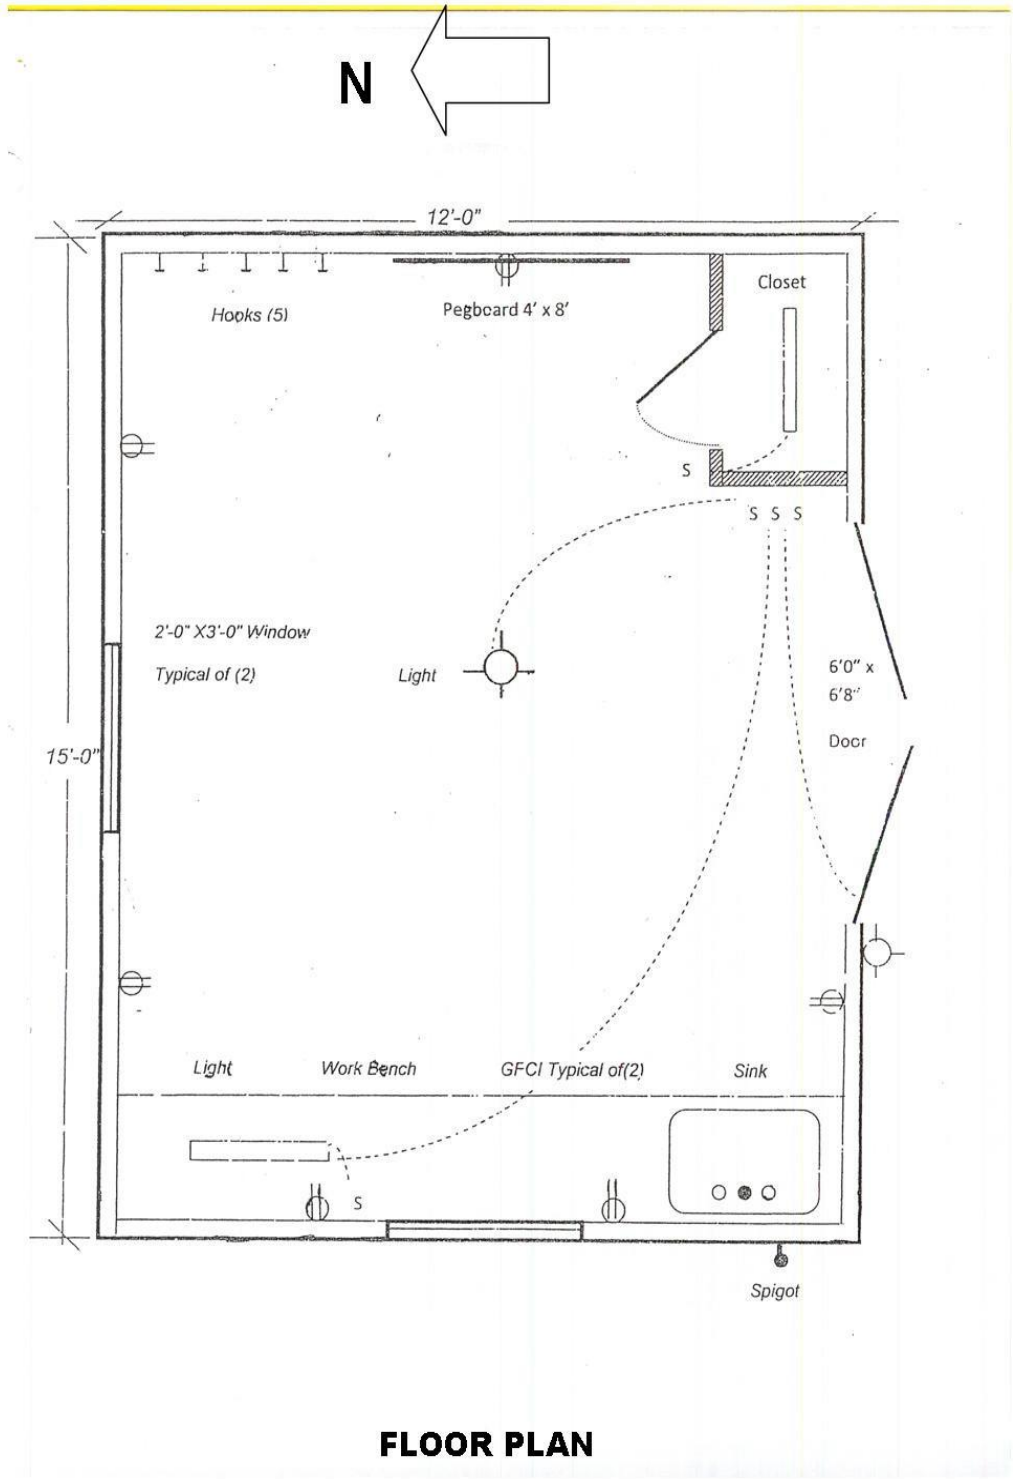 N
12'-0"
Closet
Hooks (5)
Pegboard 4' x 8'
S
S S S
2'-0" X3'-0" Window
Typical of (2)
Light
6'0" x
6'8"
Door
15'-0"
Light
Work Bench
GFCI Typical of(2)
Sink
S
Spigot
FLOOR PLAN